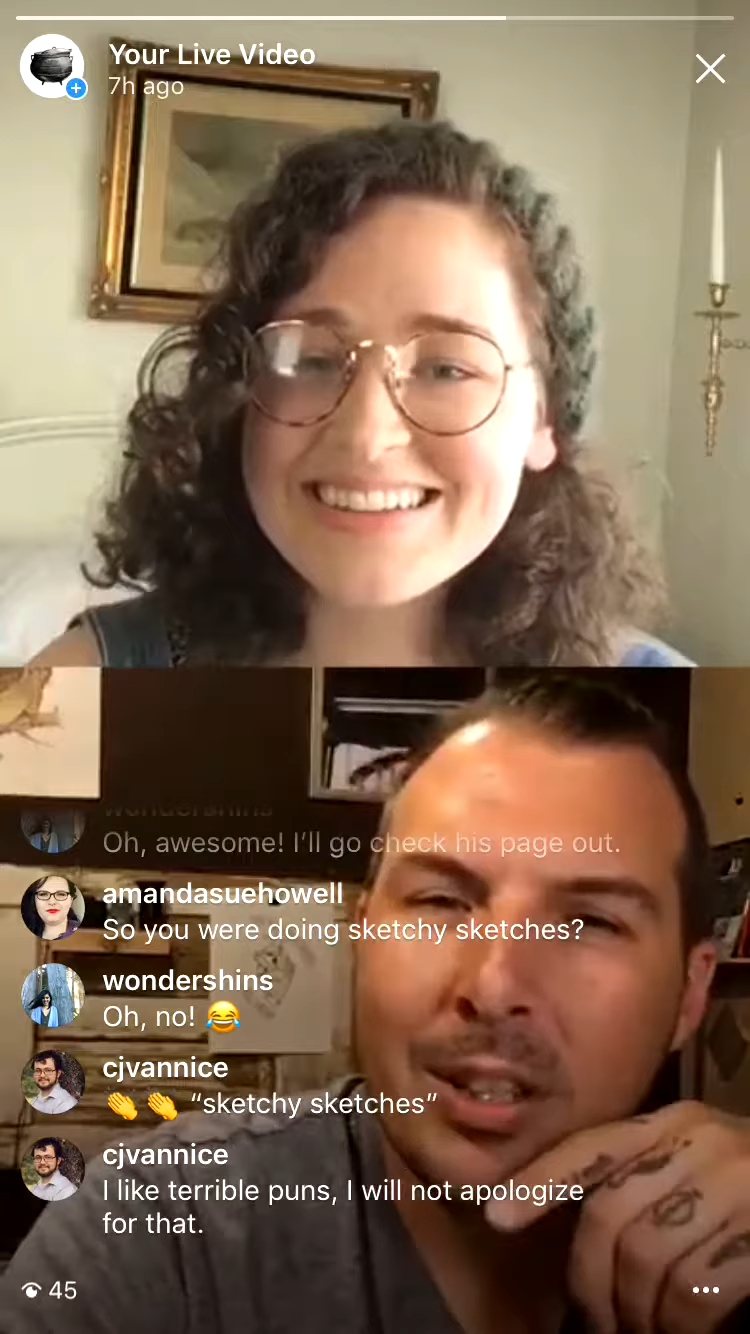 Your Live Video
7h ago
wondershins
Oh, awesome! I'll go check his page out.
amandasuehowell
So you were doing sketchy sketches?
wondershins
Oh, no! 😂
cjvannice
👏 👏 “sketchy sketches”
cjvannice
I like terrible puns, I will not apologize
for that.
45